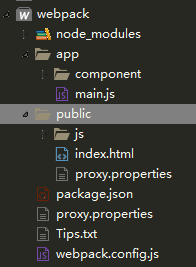 webpack
node_modules
app
component
main.js
public
js
index.html
proxy.properties
package.json
proxy.properties
Tips.txt
webpack.config.js